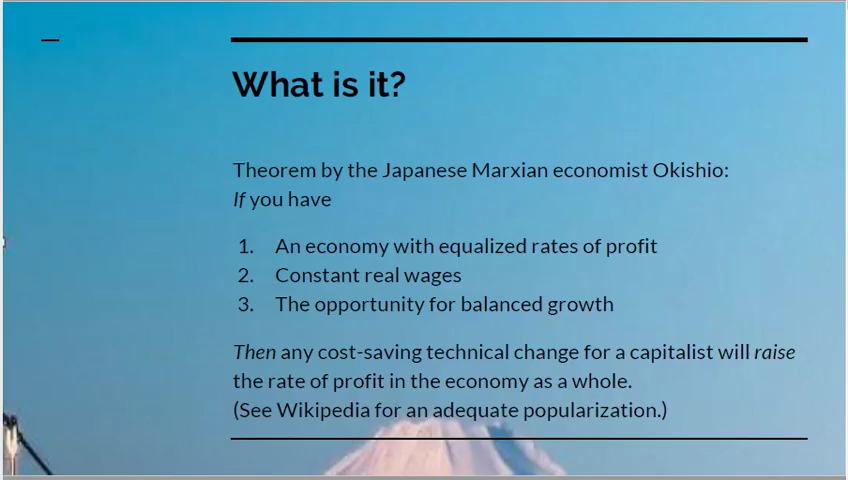 What is it?
Theorem by the Japanese Marxian economist Okishio:
If you have
1. An economy with equalized rates of profit
2. Constant real wages
3. The opportunity for balanced growth
Then any cost-saving technical change for a capitalist will raise
the rate of profit in the economy as a whole.
(See Wikipedia for an adequate popularization.)